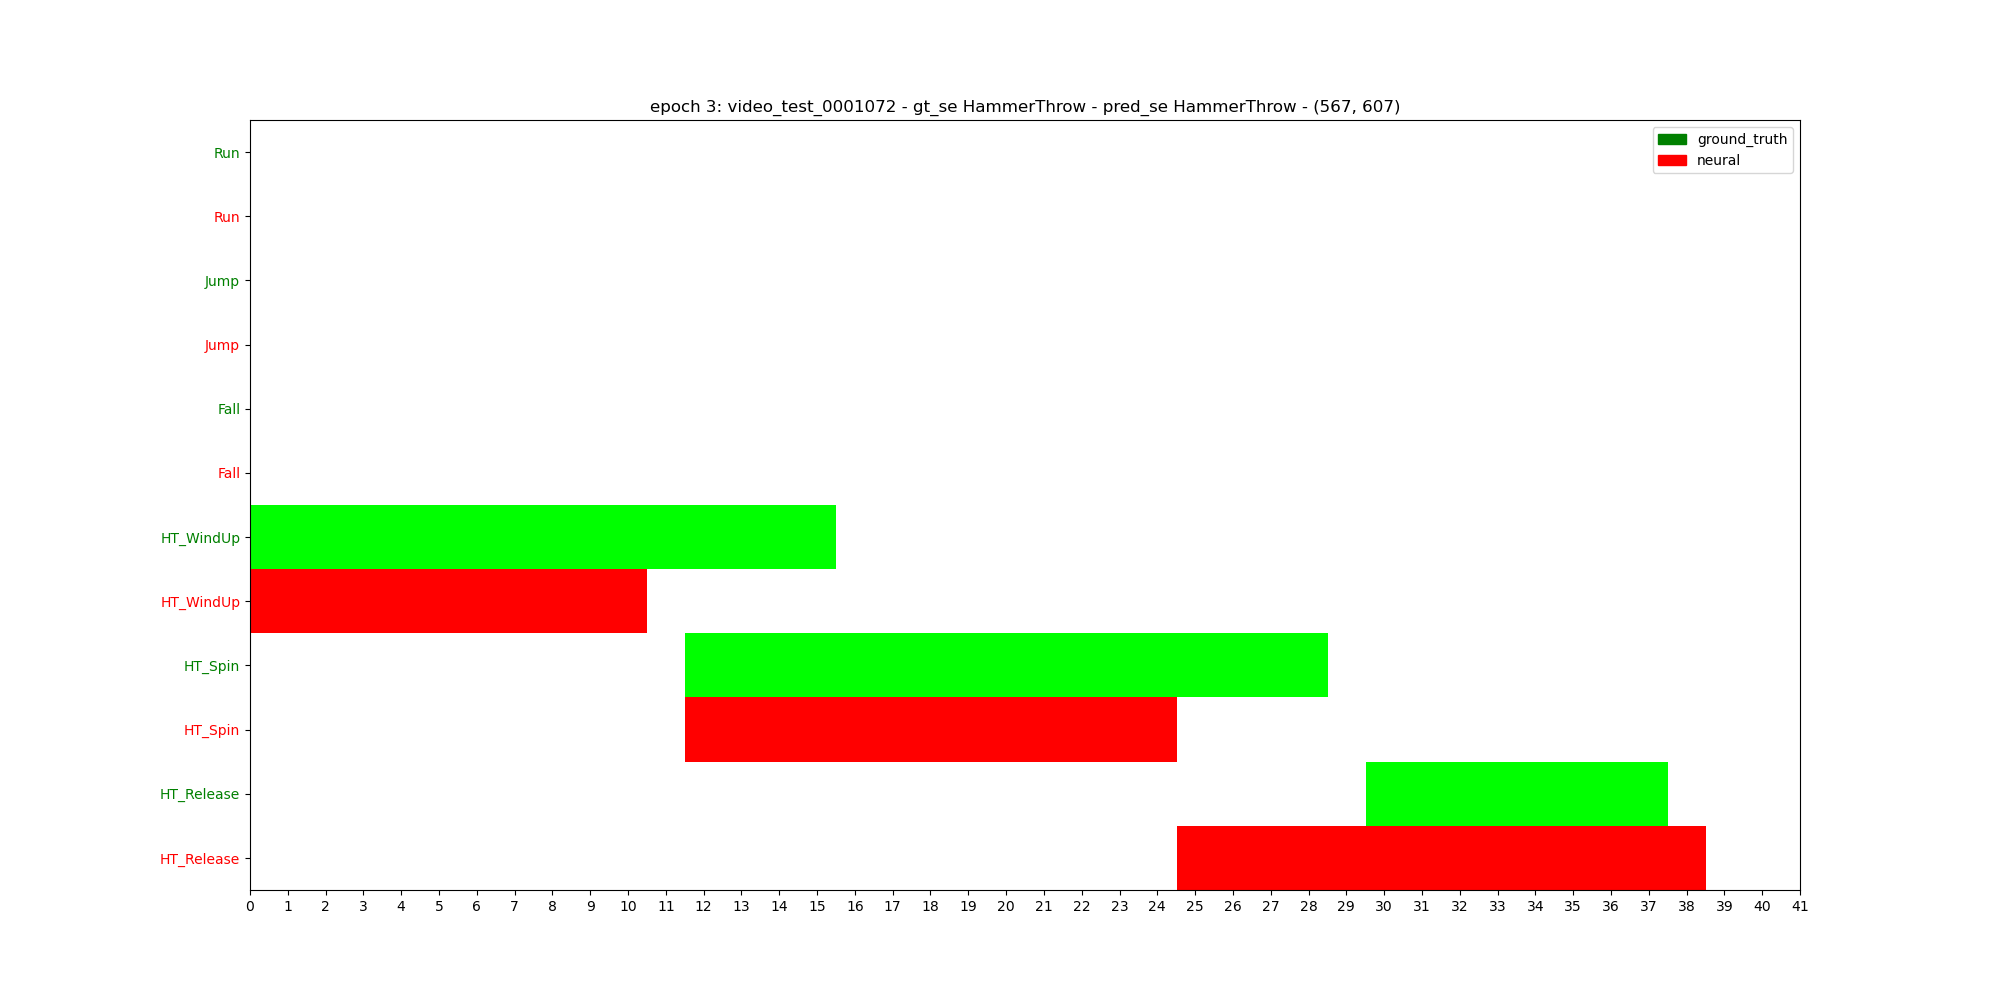 epoch 3: video_test_0001072 - gt_se HammerThrow - pred_se HammerThrow - (567, 607)
ground_truth
neural
Run
Run
Jump
Jump
Fall
Fall
HT_WindUp
HT_WindUp
HT_Spin
HT_Spin
HT_Release
HT_Release
0 1 2 3 4 5 6 7 8 9 10 11 12 13 14 15 16 17 18 19 20 21 22 23 24 25 26 27 28 29 30 31 32 33 34 35 36 37 38 39 40 41